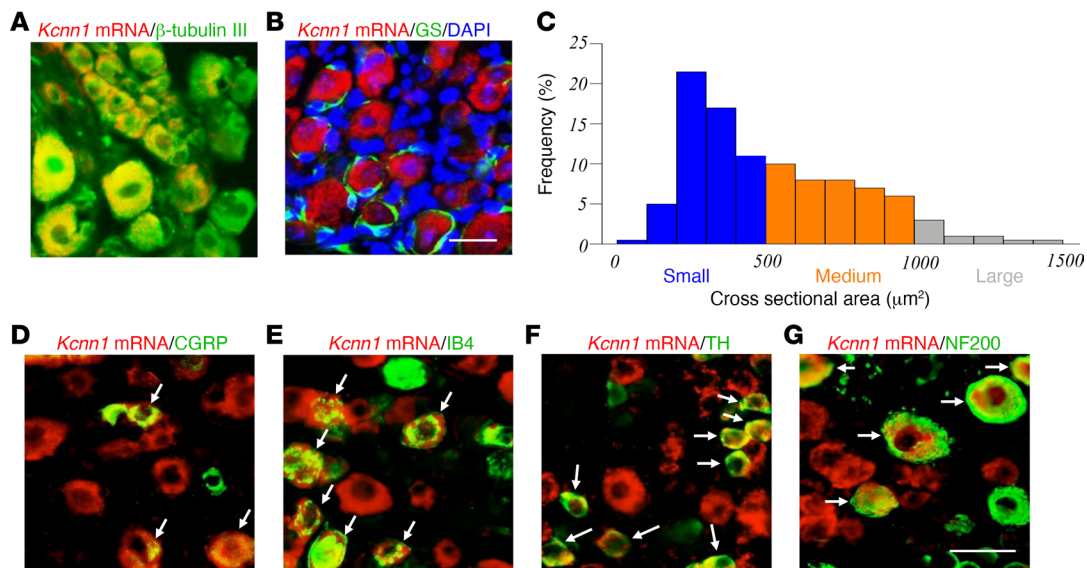 A
Kcnn1 mRNA/β-tubulin III
B
Kcnn1 mRNA/GS/DAPI
C
Frequency (%)
25
20
15
10
5
0
0
500
1000
1500
Small
Medium
Large
Cross sectional area (μm²)
D
Kcnn1 mRNA/CGRP
E
Kcnn1 mRNA/IB4
F
Kcnn1 mRNA/TH
G
Kcnn1 mRNA/NF200